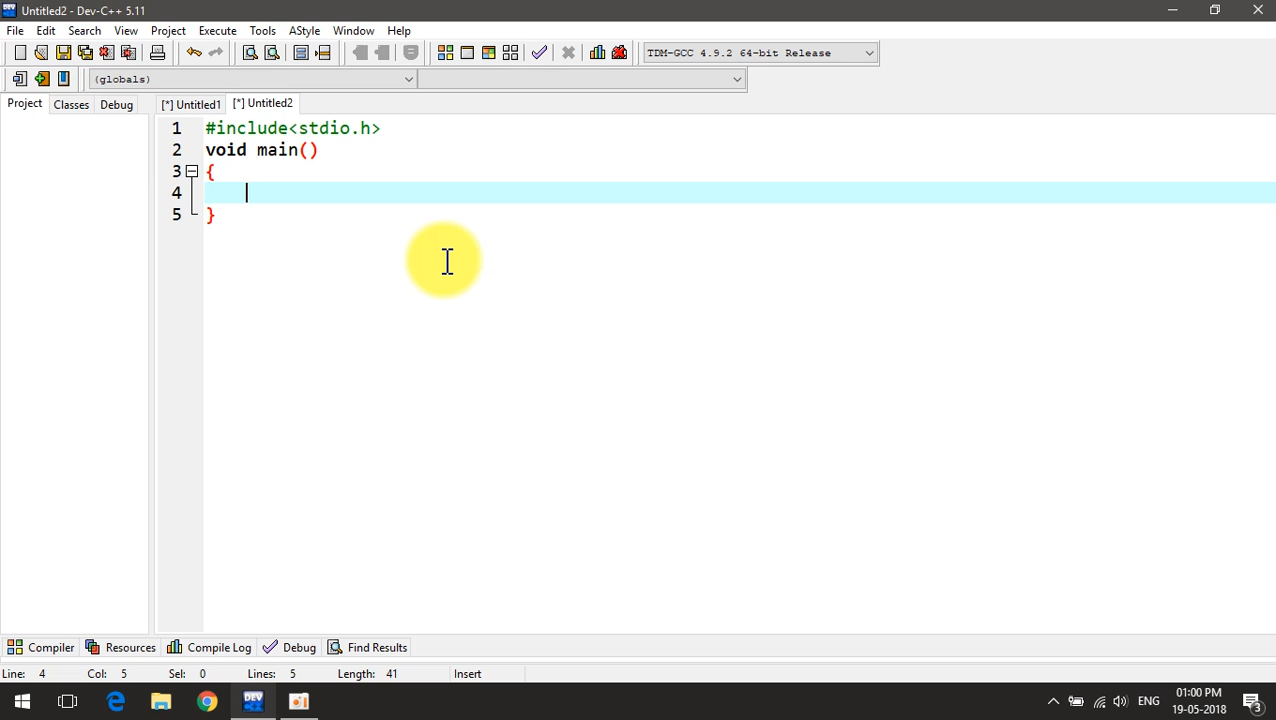 Untitled2 - Dev-C++ 5.11
File Edit Search View Project Execute Tools AStyle Window Help
TDM-GCC 4.9.2 64-bit Release
(globals)
Project Classes Debug [*] Untitled1 [*] Untitled2
1 #include<stdio.h>
2 void main()
3 {
4
5 }
Compiler Resources Compile Log Debug Find Results
Line: 4 Col: 5 Sel: 0 Lines: 5 Length: 41 Insert
DEV ENG 01:00 PM
19-05-2018 3